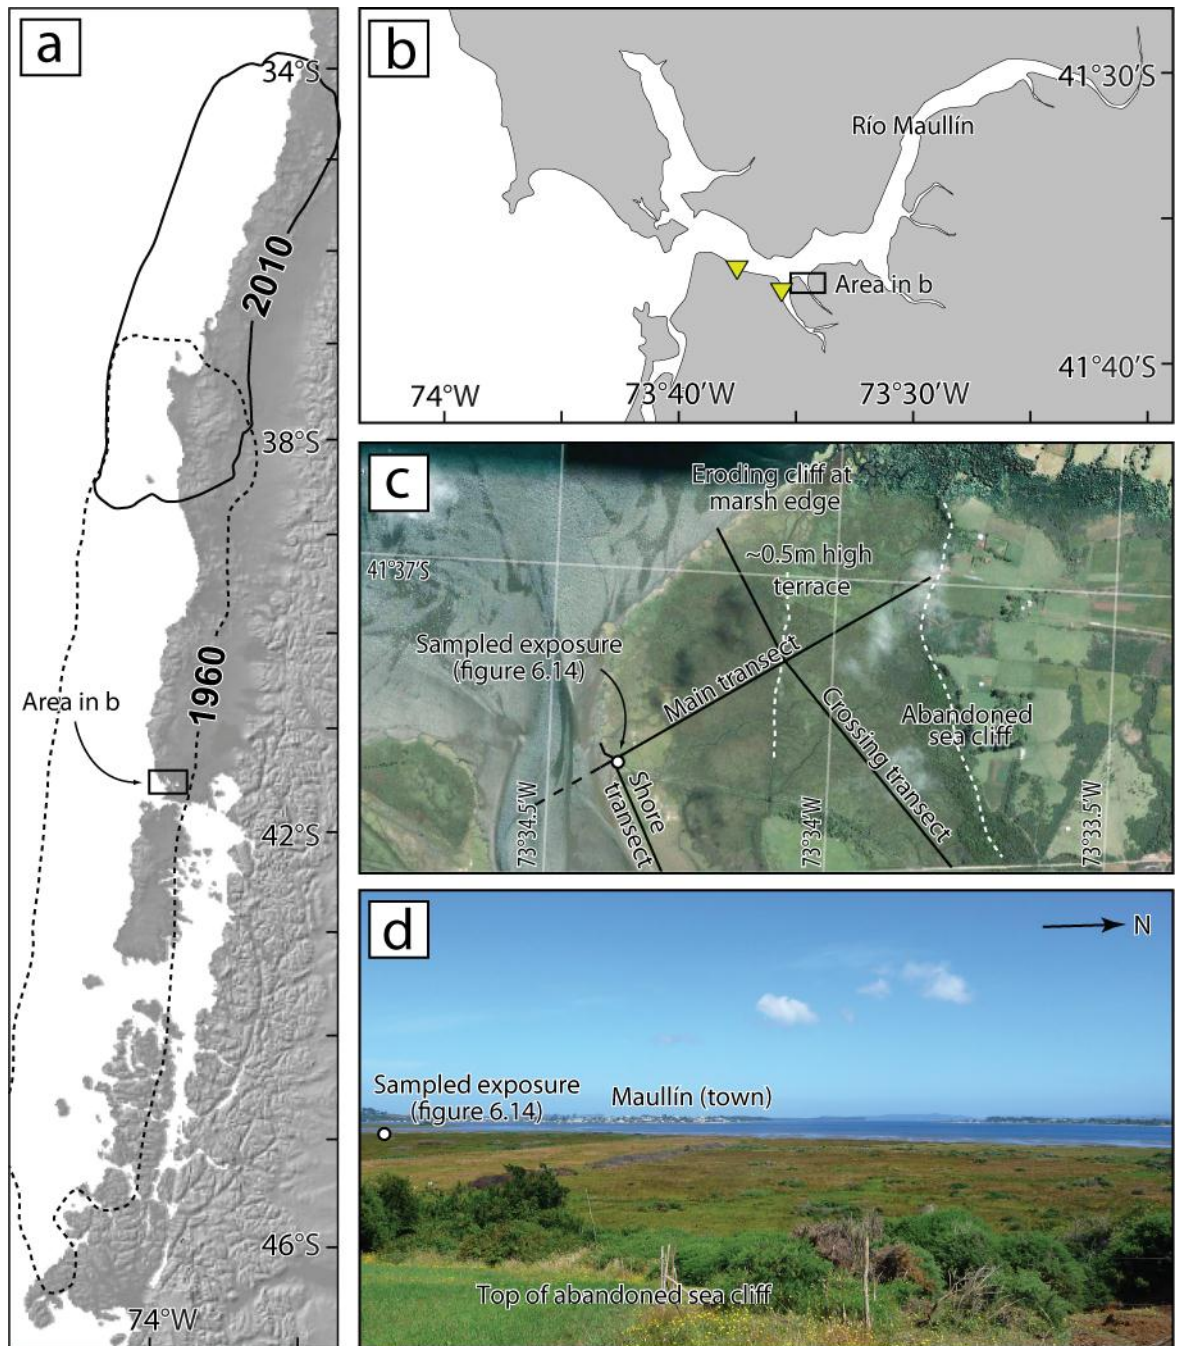 a
34°S
2010
38°S
1960
Area in b
42°S
46°S
74°W
b
41°30'S
Río Maullín
Area in b
41°40'S
74°W
73°40'W
73°30'W
c
Eroding cliff at
marsh edge
~0.5m high
terrace
41°37'S
Sampled exposure
(figure 6.14)
Main transect
Abandoned
sea cliff
Crossing transect
Shore
transect
73°34.5'W
73°34'W
73°33.5'W
d
N
Sampled exposure
(figure 6.14)
Maullín (town)
Top of abandoned sea cliff